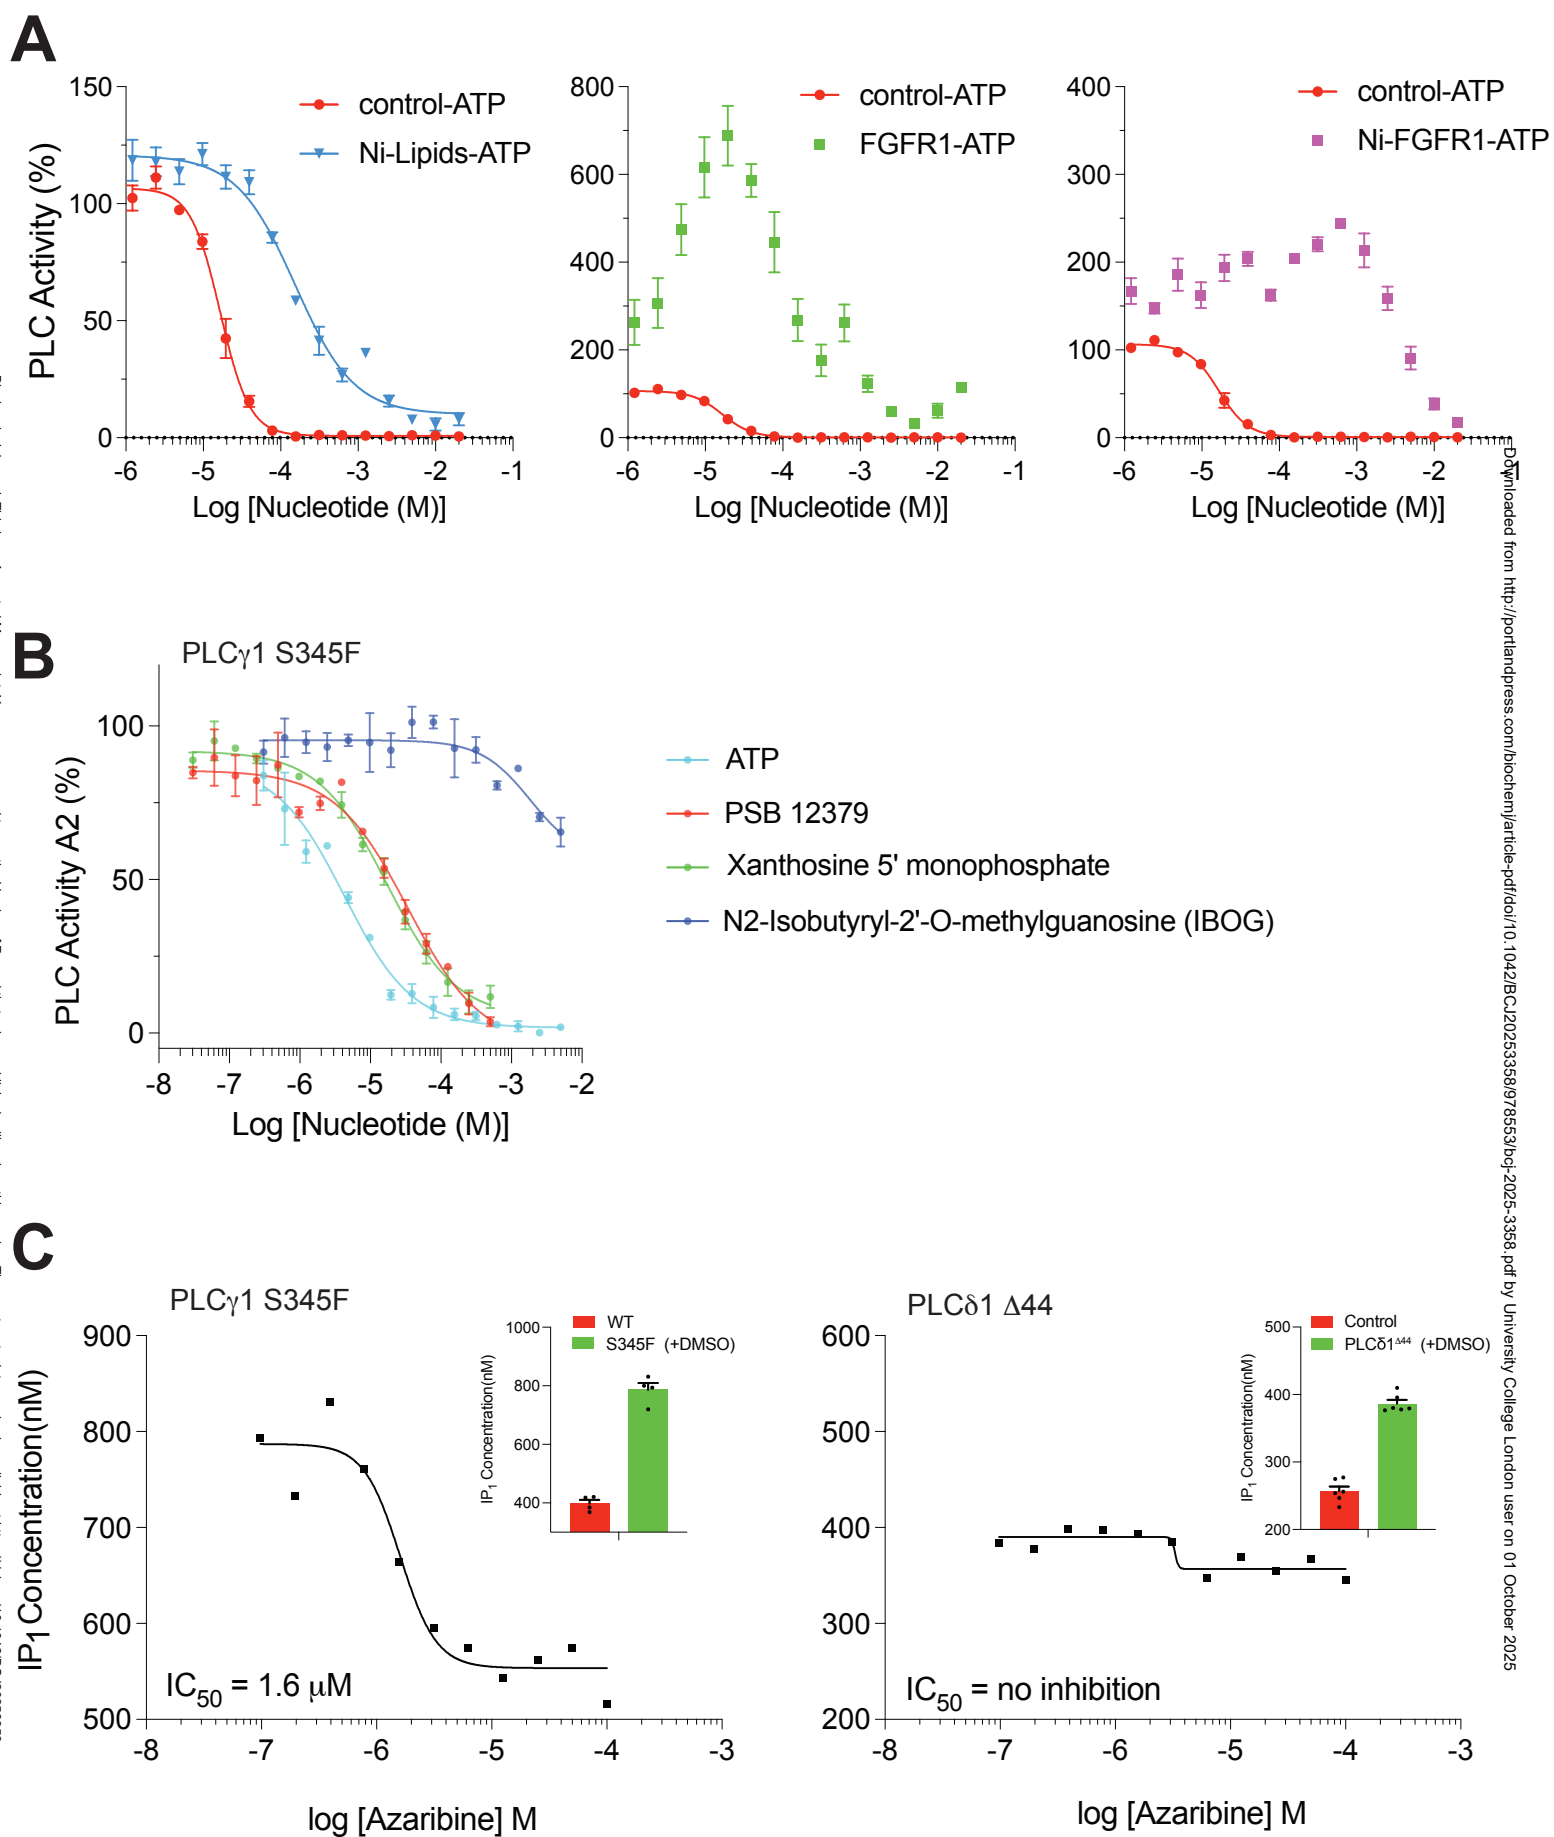 A
150
100
50
0
-6
-5
-4
-3
-2
-1
PLC Activity (%)
Log [Nucleotide (M)]
control-ATP
Ni-Lipids-ATP
800
600
400
200
0
-6
-5
-4
-3
-2
-1
Log [Nucleotide (M)]
control-ATP
FGFR1-ATP
400
300
200
100
0
-6
-5
-4
-3
-2
-1
Log [Nucleotide (M)]
control-ATP
Ni-FGFR1-ATP
B
PLCγ1 S345F
100
50
0
-8
-7
-6
-5
-4
-3
-2
PLC Activity A2 (%)
Log [Nucleotide (M)]
ATP
PSB 12379
Xanthosine 5' monophosphate
N2-Isobutyryl-2'-O-methylguanosine (IBOG)
C
PLCγ1 S345F
900
800
700
600
500
-8
-7
-6
-5
-4
-3
IP1 Concentration(nM)
log [Azaribine] M
IC50 = 1.6 μM
1000
800
600
400
IP1 Concentration(nM)
WT
S345F (+DMSO)
PLCδ1 Δ44
600
500
400
300
200
-8
-7
-6
-5
-4
-3
log [Azaribine] M
IC50 = no inhibition
500
400
300
200
IP1 Concentration(nM)
Control
PLCδ1Δ44 (+DMSO)
Downloaded from http://portlandpress.com/biochemj/article-pdf/doi/10.1042/BCJ20253358/978553/bcj-2025-3358.pdf by University College London user on 01 October 2025